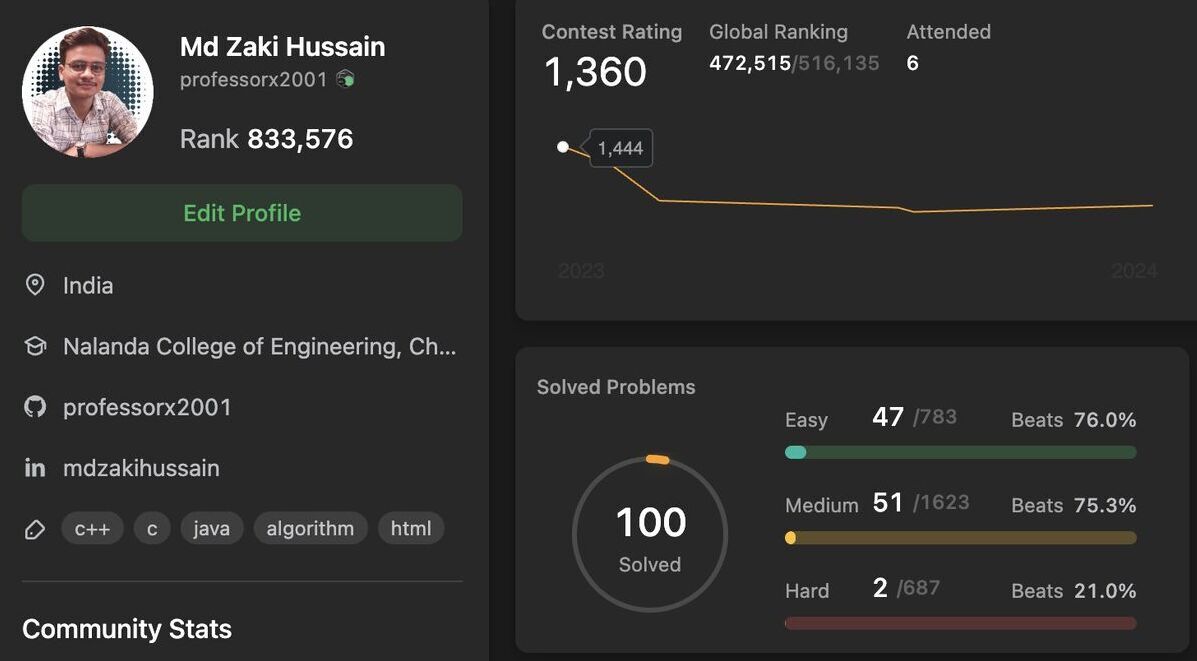 Md Zaki Hussain
professorx2001
Rank 833,576
Edit Profile
India
Nalanda College of Engineering, Ch...
professorx2001
in mdzakihussain
c++ c java algorithm html
Community Stats
Contest Rating Global Ranking Attended
1,360 472,515/516,135 6
1,444
2023 2024
Solved Problems
100
Solved
Easy 47 /783 Beats 76.0%
Medium 51 /1623 Beats 75.3%
Hard 2 /687 Beats 21.0%